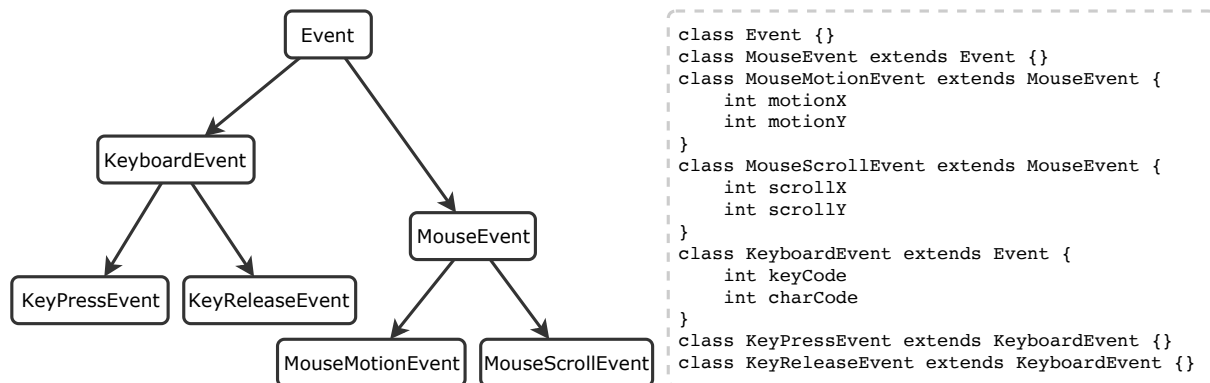 Event
KeyboardEvent
MouseEvent
KeyPressEvent
KeyReleaseEvent
MouseMotionEvent
MouseScrollEvent
class Event {}
class MouseEvent extends Event {}
class MouseMotionEvent extends MouseEvent {
    int motionX
    int motionY
}
class MouseScrollEvent extends MouseEvent {
    int scrollX
    int scrollY
}
class KeyboardEvent extends Event {
    int keyCode
    int charCode
}
class KeyPressEvent extends KeyboardEvent {}
class KeyReleaseEvent extends KeyboardEvent {}